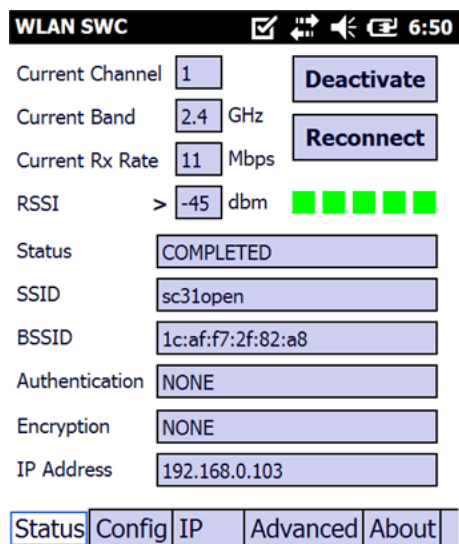 WLAN SWC 6:50
Current Channel 1 Deactivate
Current Band 2.4 GHz
Reconnect
Current Rx Rate 11 Mbps
RSSI > -45 dbm
Status COMPLETED
SSID sc31open
BSSID 1c:af:f7:2f:82:a8
Authentication NONE
Encryption NONE
IP Address 192.168.0.103
Status Config IP Advanced About